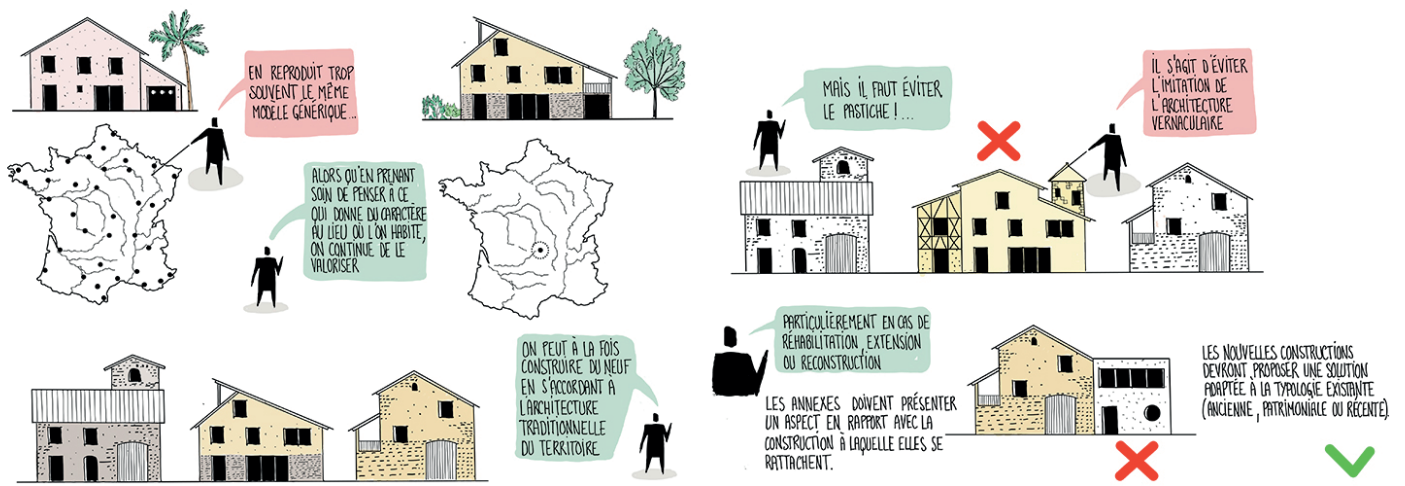 EN REPRODUIT TROP
SOUVENT LE MÊME
MODÈLE GÉNÉRIQUE...
ALORS QU'EN PRENANT
SOIN DE PENSER À CE
QUI DONNE DU CARACTÈRE
AU LIEU OÙ L'ON HABITE,
ON CONTINUE DE LE
VALORISER
ON PEUT À LA FOIS
CONSTRUIRE DU NEUF
EN S'ACCORDANT À
L'ARCHITECTURE
TRADITIONNELLE
DU TERRITOIRE
MAIS IL FAUT ÉVITER
LE PASTICHE !...
IL S'AGIT D'ÉVITER
L'IMITATION DE
L'ARCHITECTURE
VERNACULAIRE
PARTICULIÈREMENT EN CAS DE
RÉHABILITATION, EXTENSION
OU RECONSTRUCTION
LES ANNEXES DOIVENT PRÉSENTER
UN ASPECT EN RAPPORT AVEC LA
CONSTRUCTION À LAQUELLE ELLES SE
RATTACHENT.
LES NOUVELLES CONSTRUCTIONS
DEVRONT PROPOSER UNE SOLUTION
ADAPTÉE À LA TYPOLOGIE EXISTANTE
(ANCIENNE, PATRIMONIALE OU RÉCENTE).